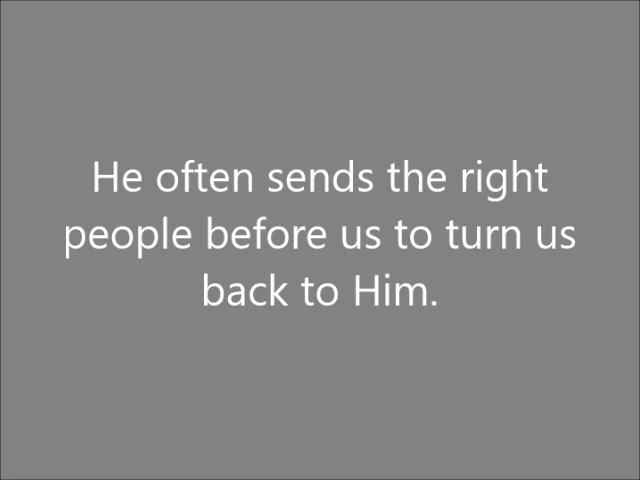 He often sends the right
people before us to turn us
back to Him.